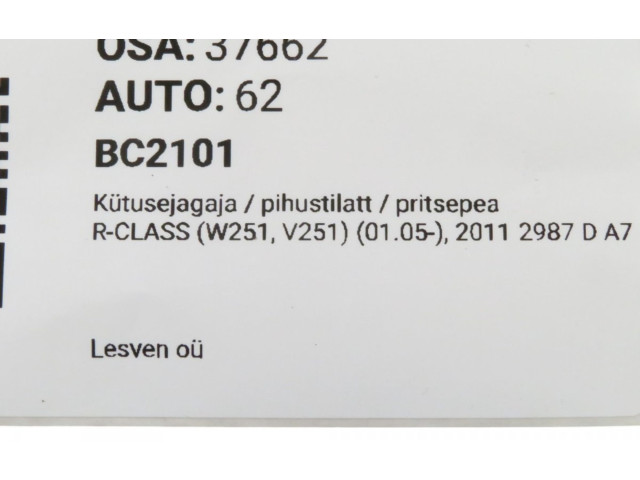 OSA: 37662
AUTO: 62
BC2101
Kütusejagaja / pihustilatt / pritsepea
R-CLASS (W251, V251) (01.05-), 2011 2987 D A7
Lesven oü